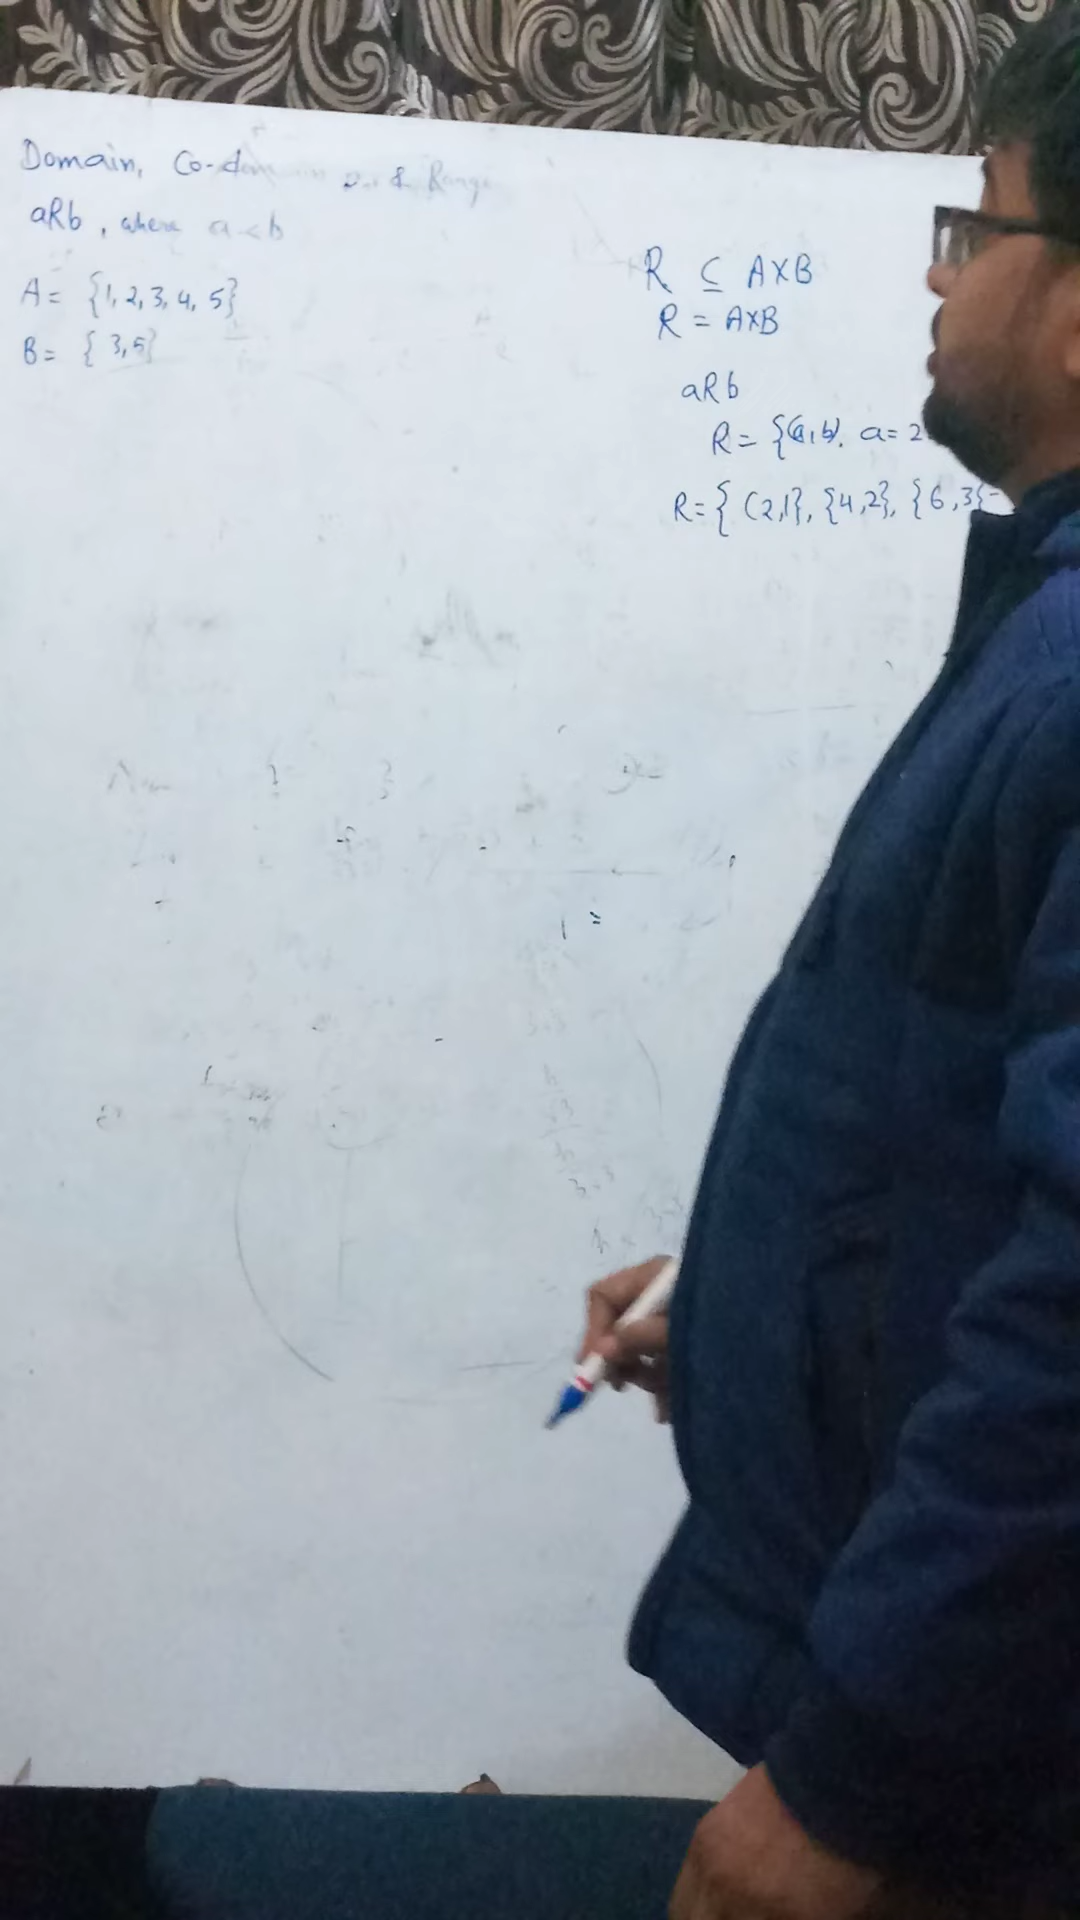 Domain, Co-domain & Range
aRb, where a < b
A = {1, 2, 3, 4, 5}
B = { 3, 5}
R ⊆ A×B
R = A×B
aRb
R = {(a, b), a = 2
R = { (2,1}, {4,2}, {6,3}-